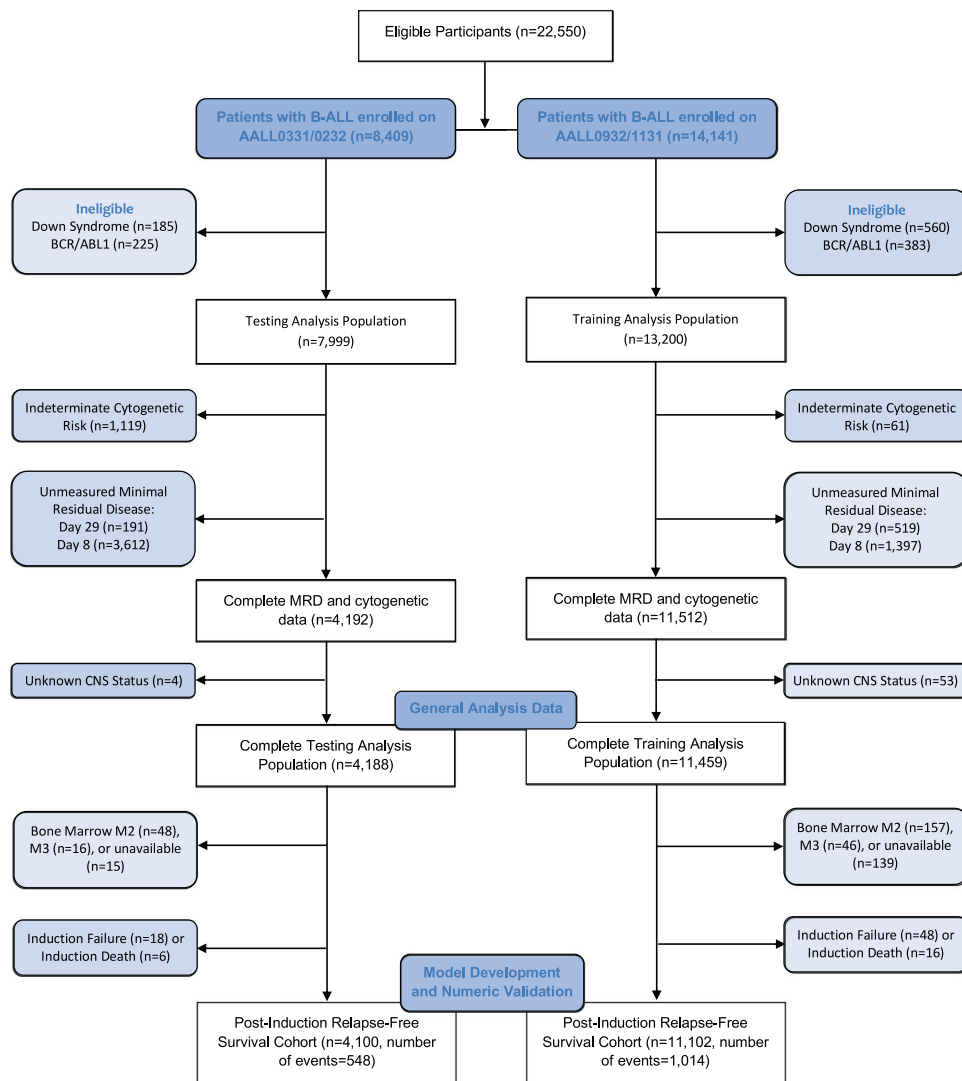 Eligible Participants (n=22,550)
Patients with B-ALL enrolled on
AALL0331/0232 (n=8,409)
Patients with B-ALL enrolled on
AALL0932/1131 (n=14,141)
Ineligible
Down Syndrome (n=185)
BCR/ABL1 (n=225)
Ineligible
Down Syndrome (n=560)
BCR/ABL1 (n=383)
Testing Analysis Population
(n=7,999)
Training Analysis Population
(n=13,200)
Indeterminate Cytogenetic
Risk (n=1,119)
Indeterminate Cytogenetic
Risk (n=61)
Unmeasured Minimal
Residual Disease:
Day 29 (n=191)
Day 8 (n=3,612)
Unmeasured Minimal
Residual Disease:
Day 29 (n=519)
Day 8 (n=1,397)
Complete MRD and cytogenetic
data (n=4,192)
Complete MRD and cytogenetic
data (n=11,512)
Unknown CNS Status (n=4)
Unknown CNS Status (n=53)
General Analysis Data
Complete Testing Analysis
Population (n=4,188)
Complete Training Analysis
Population (n=11,459)
Bone Marrow M2 (n=48),
M3 (n=16), or unavailable
(n=15)
Bone Marrow M2 (n=157),
M3 (n=46), or unavailable
(n=139)
Induction Failure (n=18) or
Induction Death (n=6)
Induction Failure (n=48) or
Induction Death (n=16)
Model Development
and Numeric Validation
Post-Induction Relapse-Free
Survival Cohort (n=4,100, number
of events=548)
Post-Induction Relapse-Free
Survival Cohort (n=11,102, number
of events=1,014)